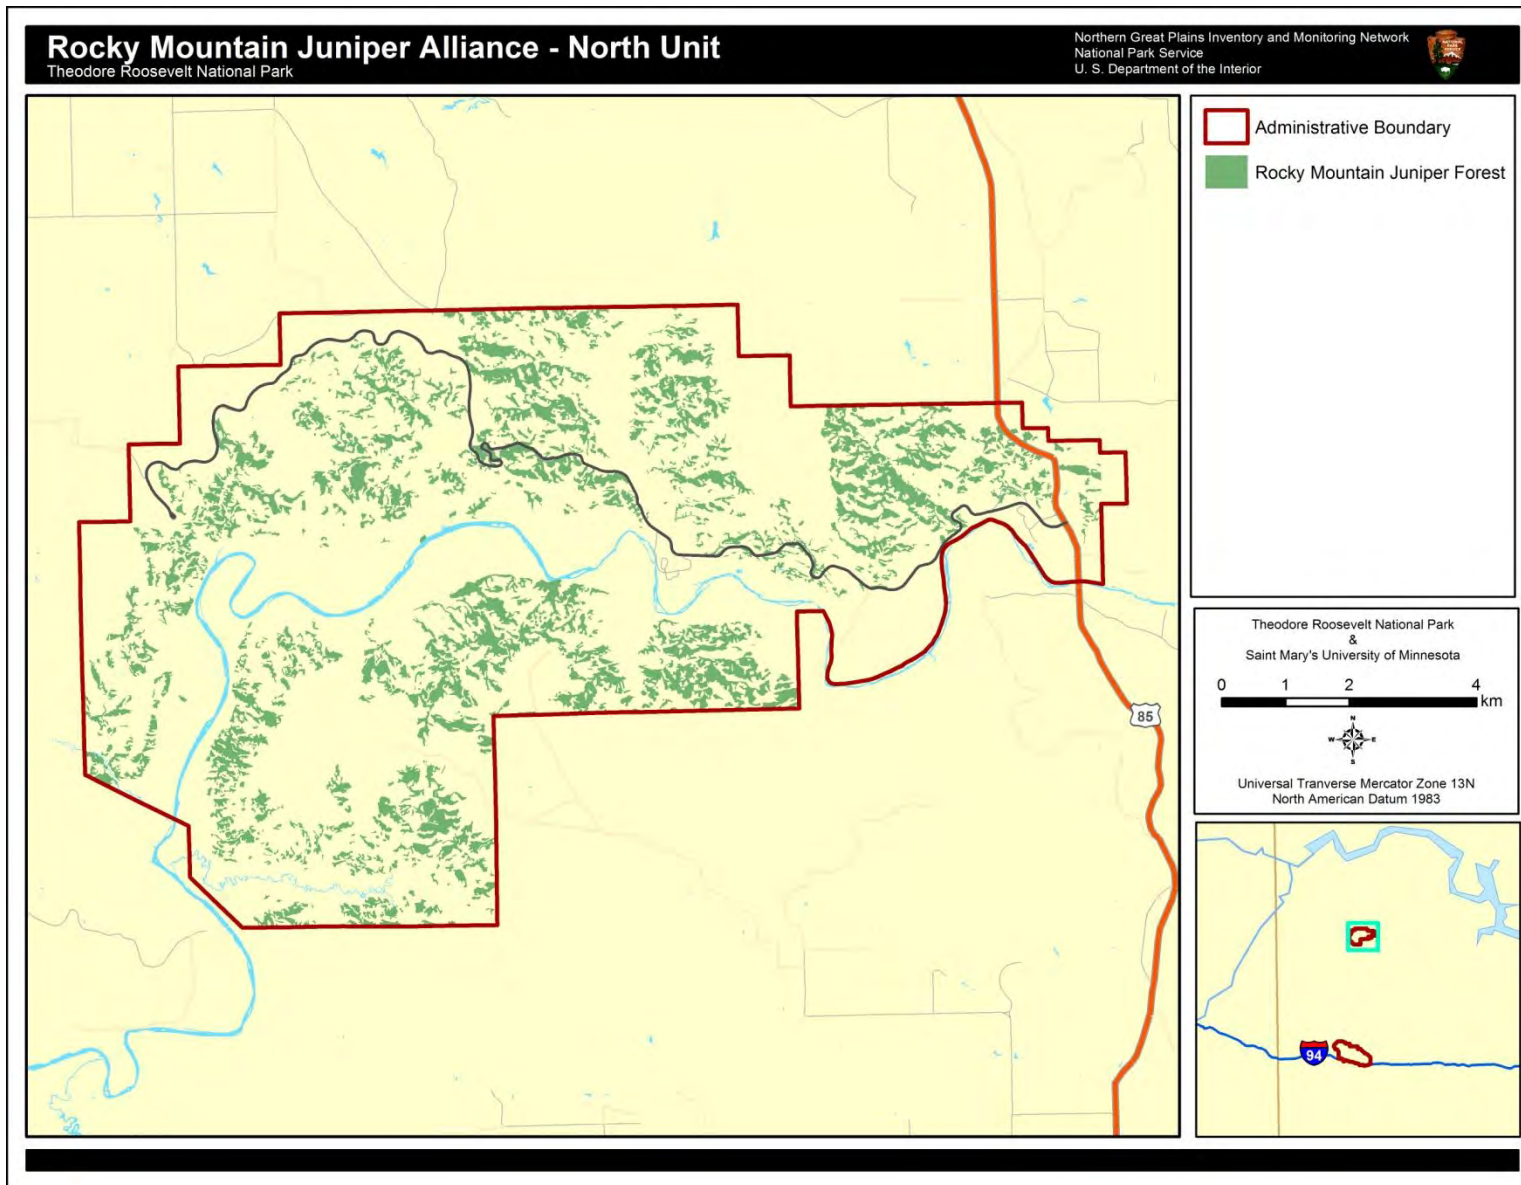 Rocky Mountain Juniper Alliance - North Unit
Theodore Roosevelt National Park
Northern Great Plains Inventory and Monitoring Network
National Park Service
U. S. Department of the Interior
Administrative Boundary
Rocky Mountain Juniper Forest
85
Theodore Roosevelt National Park
&
Saint Mary's University of Minnesota
0 1 2 4
km
N
W E
S
Universal Tranverse Mercator Zone 13N
North American Datum 1983
94